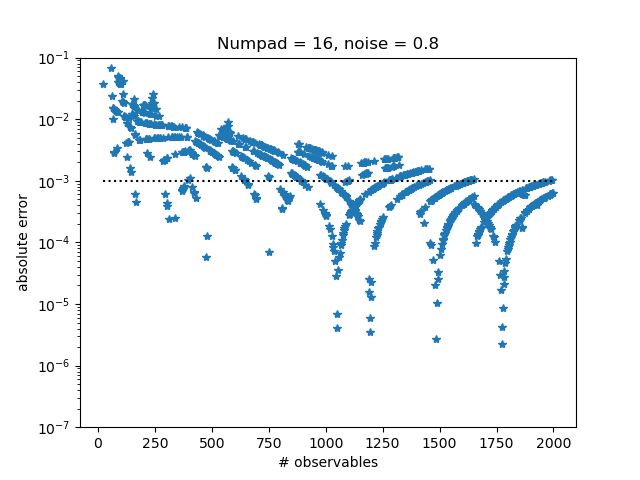 Numpad = 16, noise = 0.8
absolute error
10⁻¹
10⁻²
10⁻³
10⁻⁴
10⁻⁵
10⁻⁶
10⁻⁷
0 250 500 750 1000 1250 1500 1750 2000
# observables